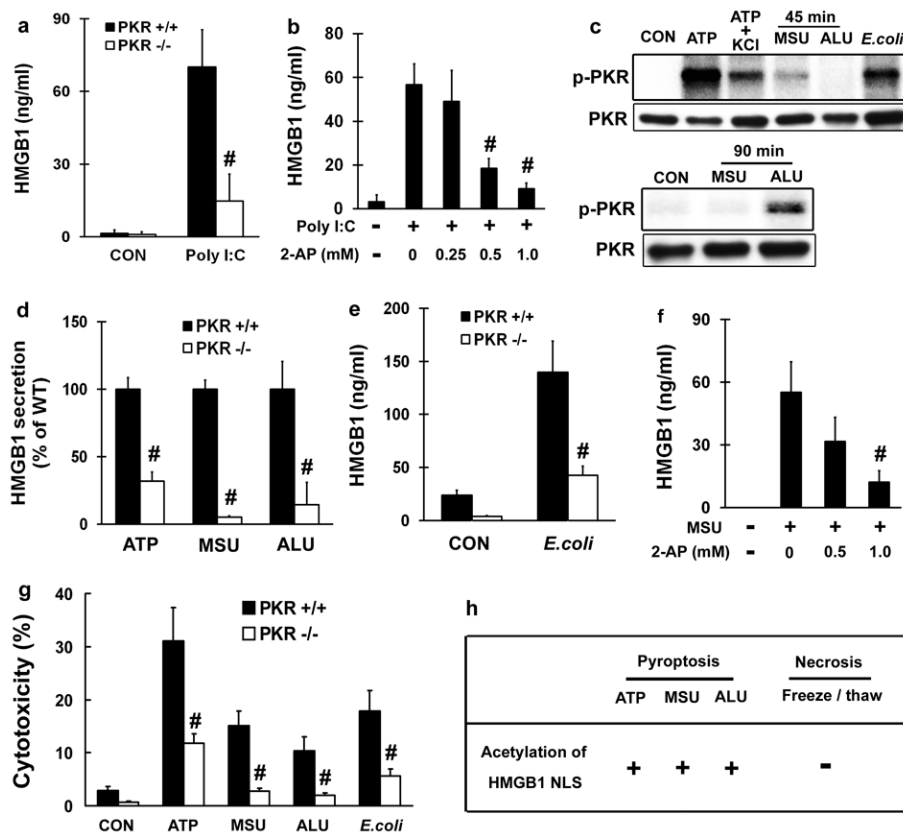 a
PKR +/+
PKR -/-
HMGB1 (ng/ml)
90
60
30
0
CON Poly I:C
#
b
HMGB1 (ng/ml)
80
60
40
20
0
# #
Poly I:C - + + + +
2-AP (mM) - 0 0.25 0.5 1.0
c
CON ATP ATP + KCl 45 min MSU ALU E.coli
p-PKR
PKR
90 min
CON MSU ALU
p-PKR
PKR
d
PKR +/+
PKR -/-
HMGB1 secretion
(% of WT)
150
100
50
0
# # #
ATP MSU ALU
e
PKR +/+
PKR -/-
HMGB1 (ng/ml)
200
150
100
50
0
#
CON E.coli
f
HMGB1 (ng/ml)
90
60
30
0
#
MSU - + + +
2-AP (mM) - 0 0.5 1.0
g
PKR +/+
PKR -/-
Cytotoxicity (%)
40
30
20
10
0
# # # #
CON ATP MSU ALU E.coli
h
Pyroptosis Necrosis
ATP MSU ALU Freeze / thaw
Acetylation of
HMGB1 NLS
+ + + -